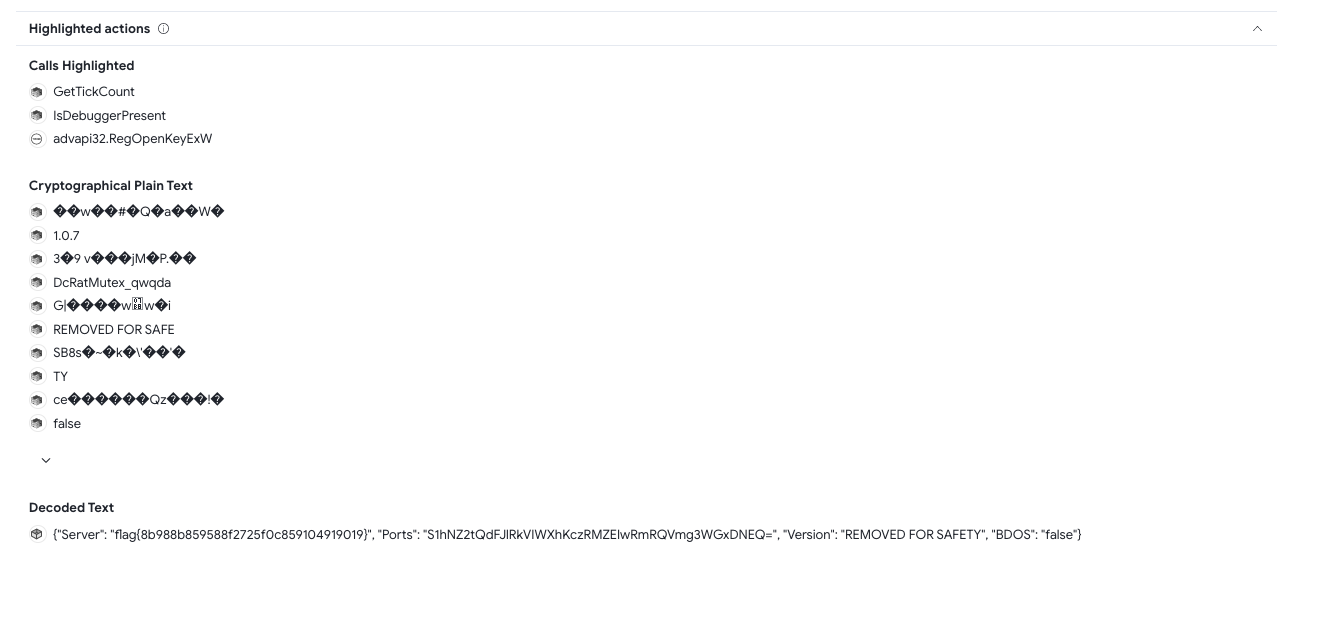 Highlighted actions
Calls Highlighted
GetTickCount
IsDebuggerPresent
advapi32.RegOpenKeyExW
Cryptographical Plain Text
��w��#�Q�a��W�
1.0.7
3�9 v���jM�P.��
DcRatMutex_qwqda
G|����ww�i
REMOVED FOR SAFE
SB8s�~�k�\'��'�
TY
ce������Qz���!�
false
Decoded Text
{"Server": "flag{8b988b859588f2725f0c859104919019}", "Ports": "S1hNZ2tQdFJIRkVIWXhKczRMZElwRmRQVmg3WGxDNEQ=", "Version": "REMOVED FOR SAFETY", "BDOS": "false"}